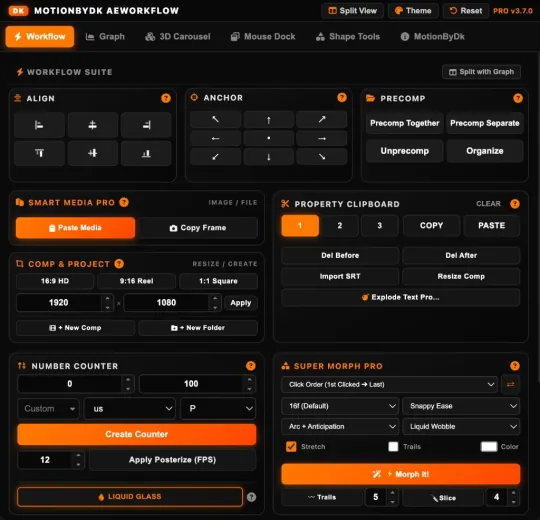 DK MOTIONBYDK AEWORKFLOW Split View Theme Reset PRO v3.7.0
Workflow Graph 3D Carousel Mouse Dock Shape Tools MotionByDk
WORKFLOW SUITE Split with Graph
ALIGN ?
ANCHOR ?
PRECOMP ?
Precomp Together Precomp Separate
Unprecomp Organize
SMART MEDIA PRO ? IMAGE / FILE
Paste Media Copy Frame
PROPERTY CLIPBOARD CLEAR ?
1 2 3 COPY PASTE
Del Before Del After
Import SRT Resize Comp
Explode Text Pro...
COMP & PROJECT ? RESIZE / CREATE
16:9 HD 9:16 Reel 1:1 Square
1920 × 1080 Apply
+ New Comp + New Folder
NUMBER COUNTER ?
0 100
Custom us P
Create Counter
12 Apply Posterize (FPS)
LIQUID GLASS ?
SUPER MORPH PRO ?
Click Order (1st Clicked ➔ Last)
16f (Default) Snappy Ease
Arc + Anticipation Liquid Wobble
Stretch Trails Color
Morph It!
Trails 5 Slice 4